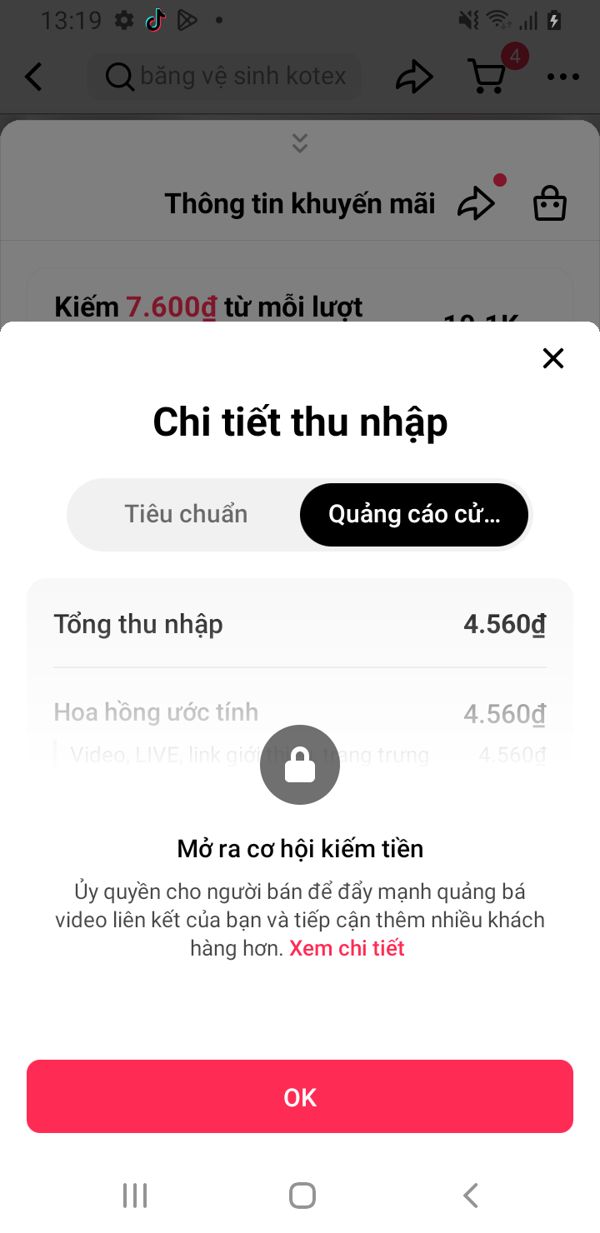 13:19
4
băng vệ sinh kotex
Thông tin khuyến mãi
Kiếm 7.600₫ từ mỗi lượt
Chi tiết thu nhập
Tiêu chuẩn
Quảng cáo cử...
Tổng thu nhập
4.560₫
Hoa hồng ước tính
4.560₫
Video, LIVE, link giới trang trưng
4.560₫
Mở ra cơ hội kiếm tiền
Ủy quyền cho người bán để đẩy mạnh quảng bá
video liên kết của bạn và tiếp cận thêm nhiều khách
hàng hơn. Xem chi tiết
OK